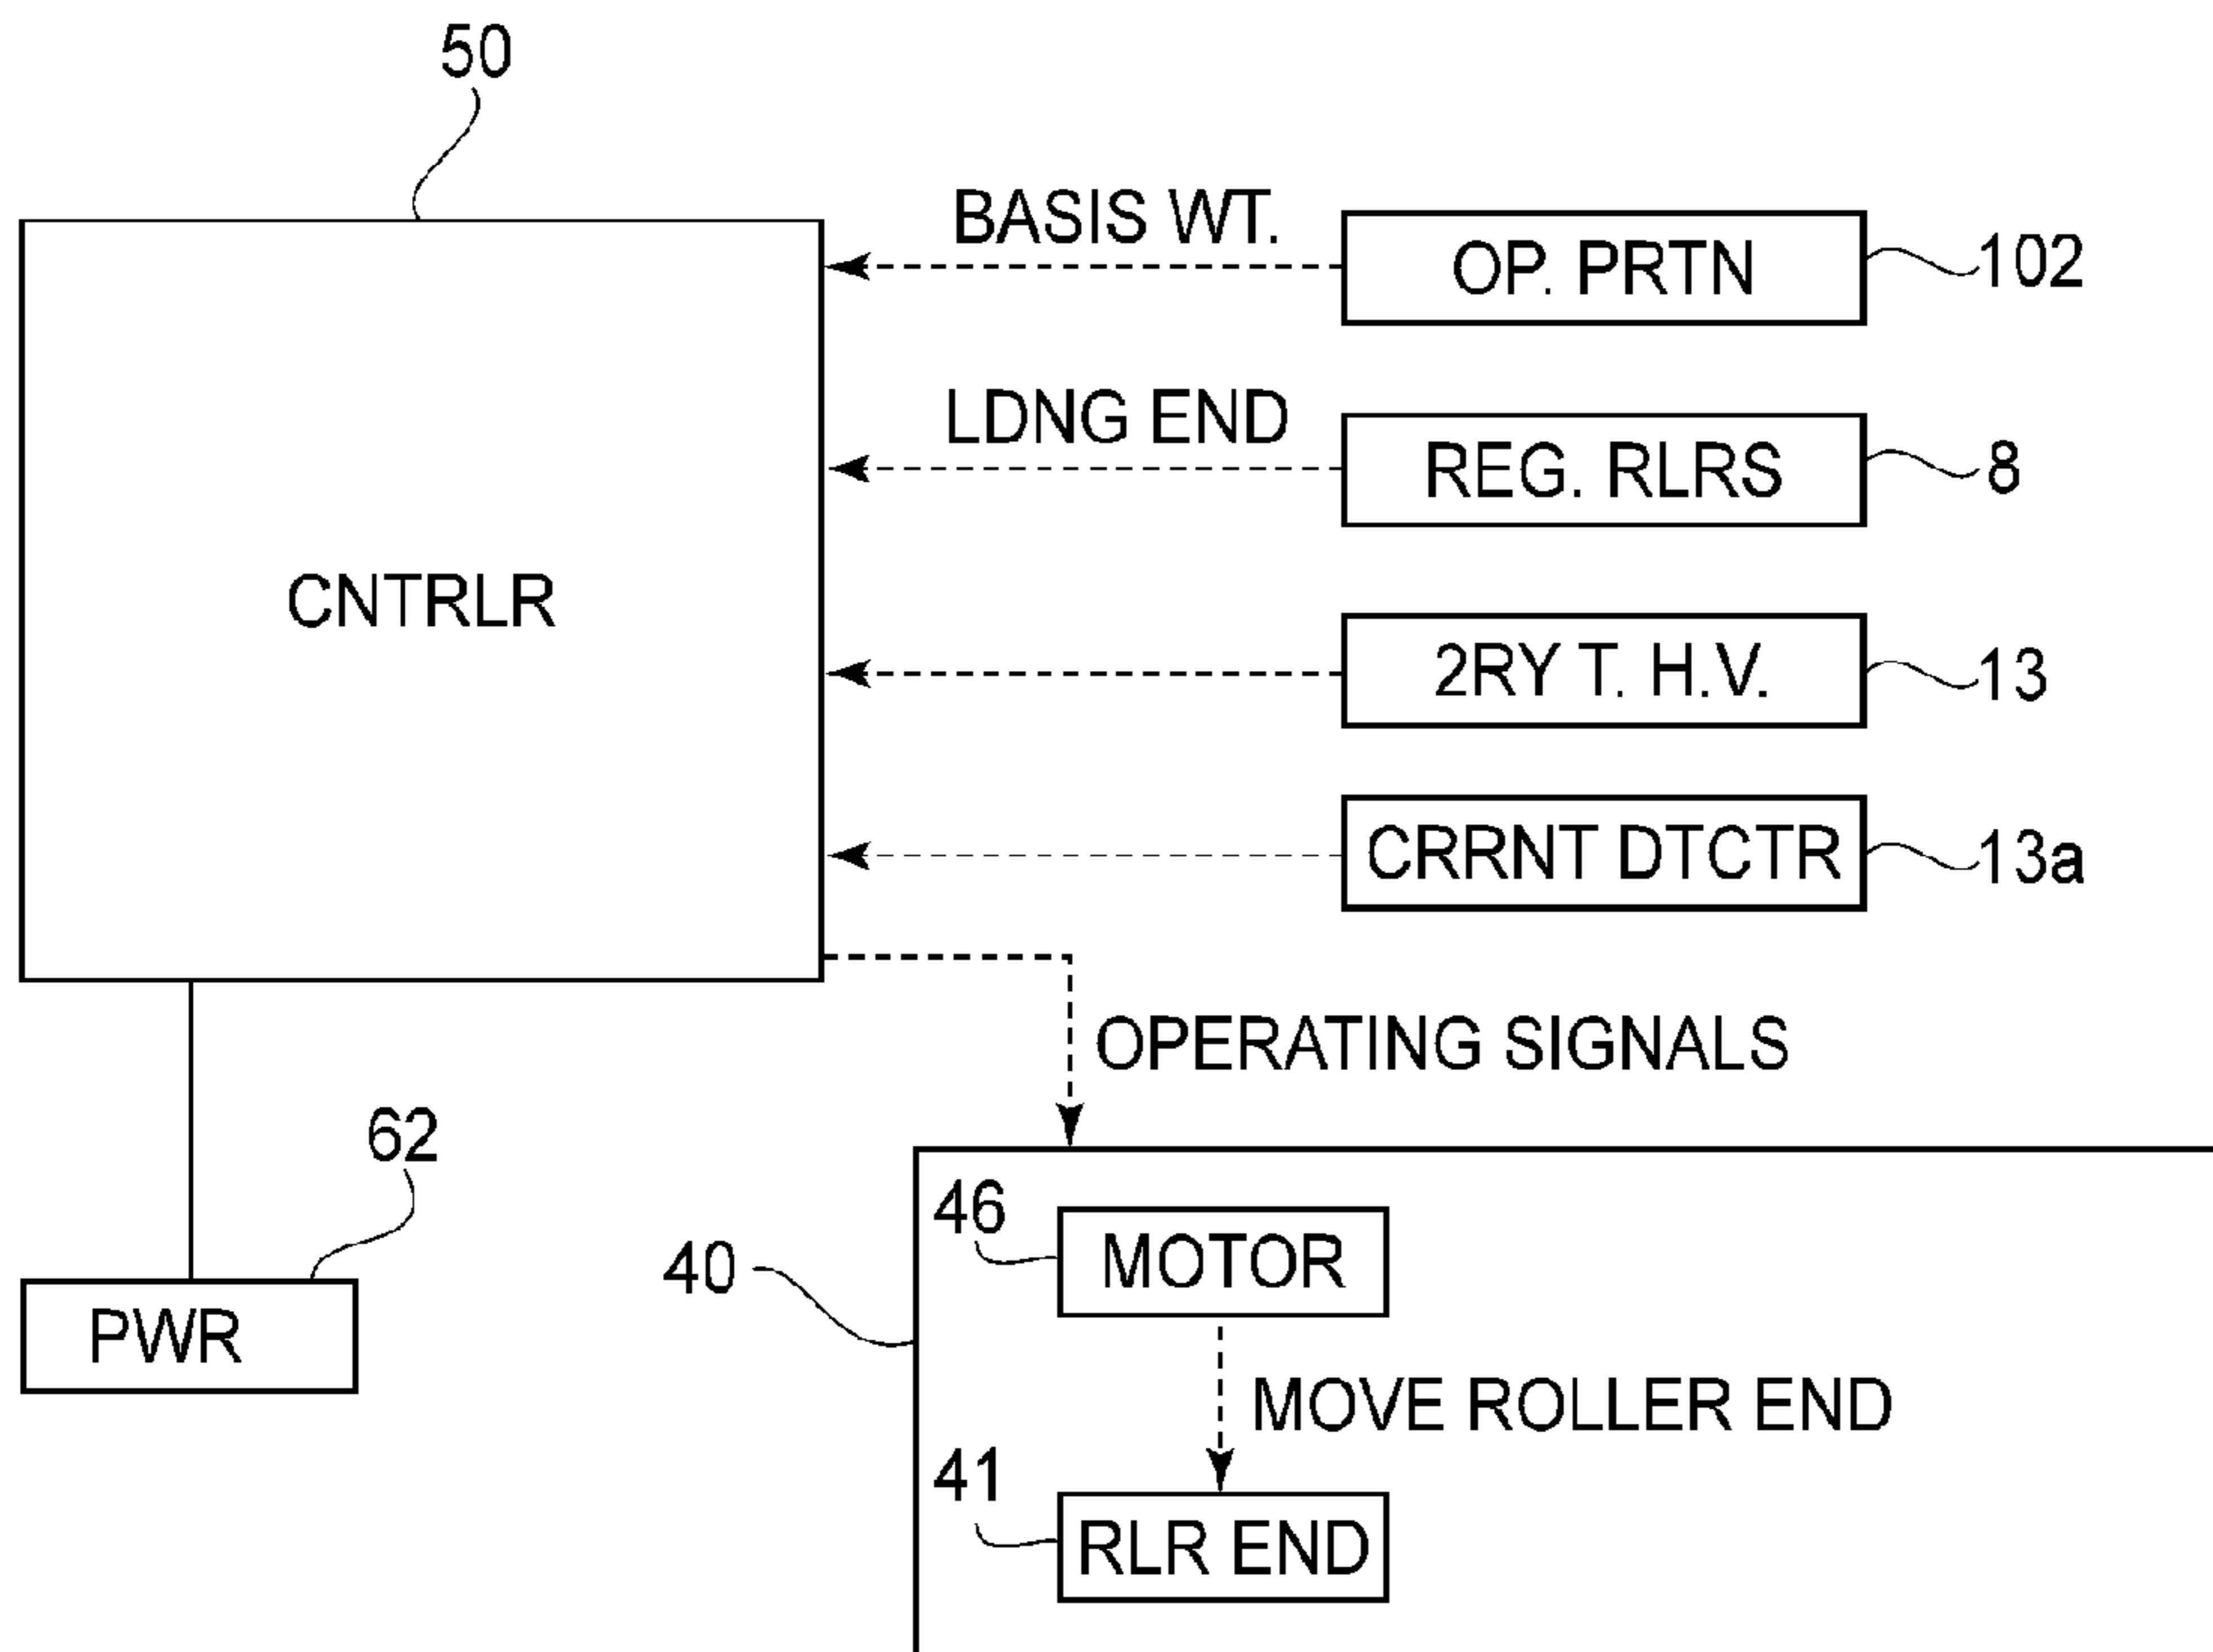 50
BASIS WT.
OP. PRTN
102
LDNG END
REG. RLRS
8
CNTRLR
2RY T. H.V.
13
CRRNT DTCTR
13a
OPERATING SIGNALS
62
PWR
40
46
MOTOR
MOVE ROLLER END
41
RLR END